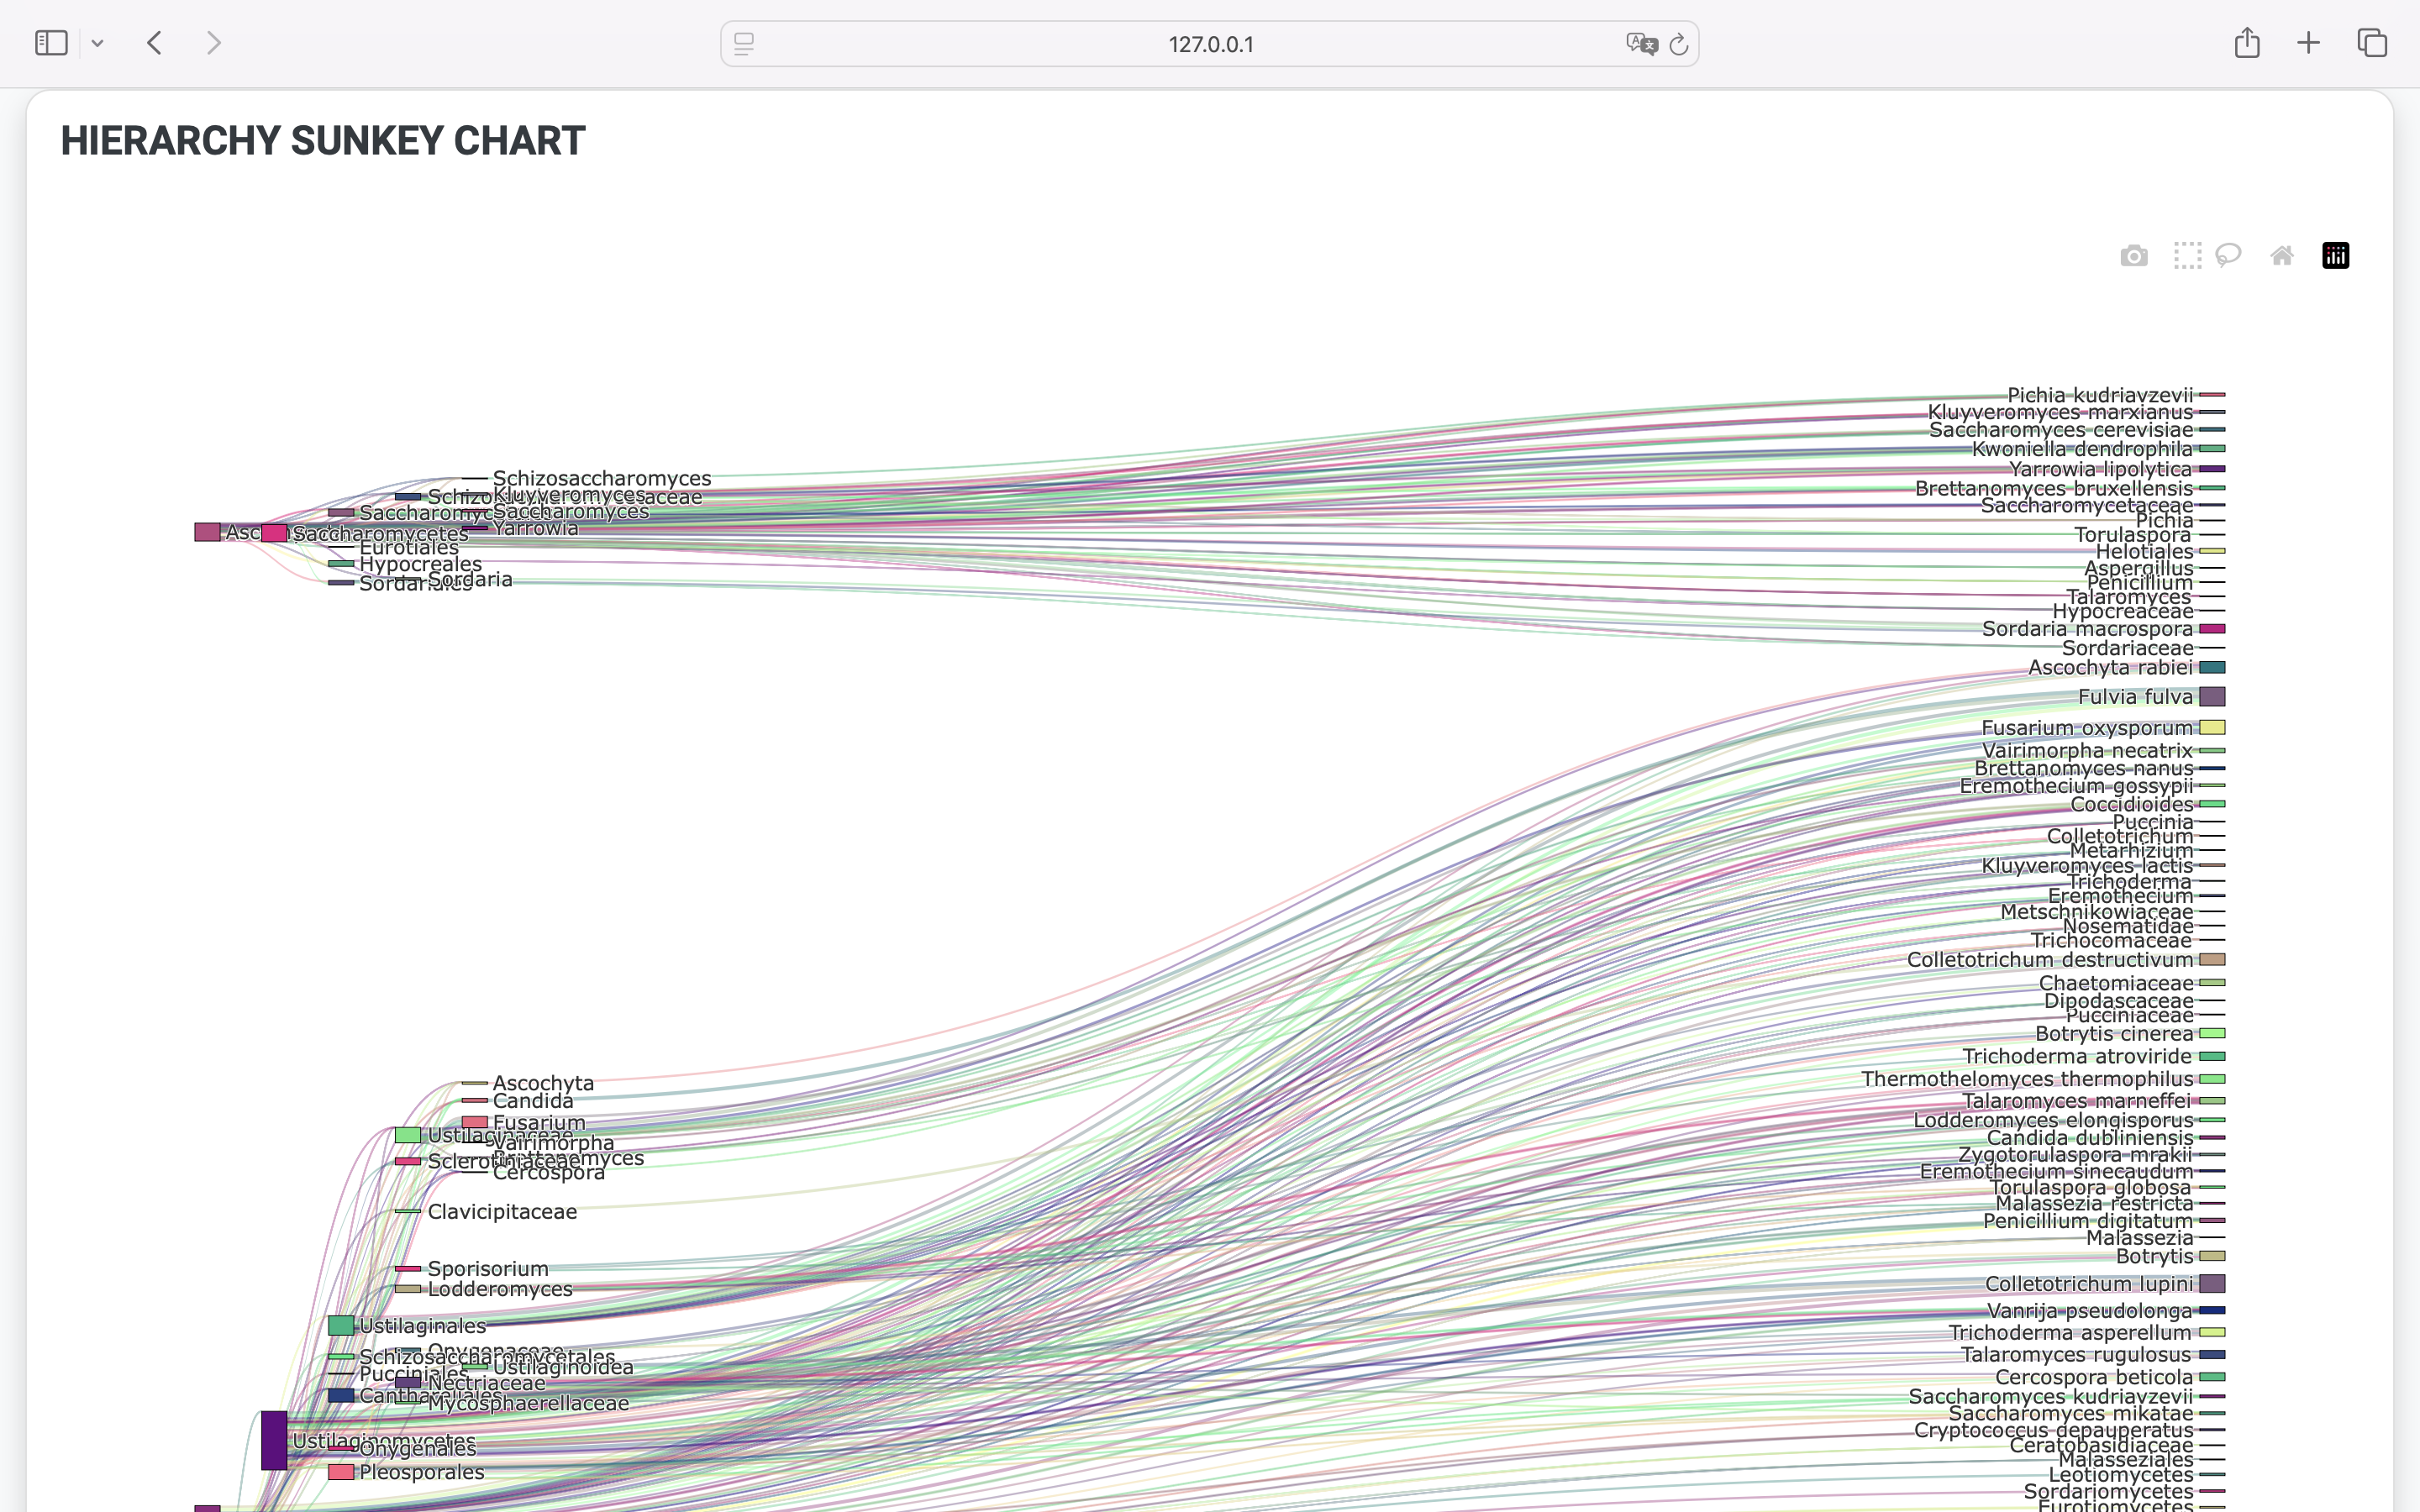 127.0.0.1
HIERARCHY SUNKEY CHART
Pichia kudriavzevii
Kluyveromyces marxianus
Saccharomyces cerevisiae
Kwoniella dendrophila
Yarrowia lipolytica
Brettanomyces bruxellensis
Saccharomycetaceae
Pichia
Torulaspora
Helotiales
Aspergillus
Penicillium
Talaromyces
Hypocreaceae
Sordaria macrospora
Sordariaceae
Schizosaccharomyces
Kluyveromyces
Saccharomyces
Yarrowia
Saccharomycetes
Eurotiales
Hypocreales
Sordariales
Sordaria
Ascochyta rabiei
Fulvia fulva
Fusarium oxysporum
Vairimorpha necatrix
Brettanomyces nanus
Eremothecium gossypii
Coccidioides
Puccinia
Colletotrichum
Metarhizium
Kluyveromyces lactis
Trichoderma
Eremothecium
Metschnikowiaceae
Nosematidae
Trichocomaceae
Colletotrichum destructivum
Chaetomiaceae
Dipodascaceae
Pucciniaceae
Botrytis cinerea
Trichoderma atroviride
Thermothelomyces thermophilus
Talaromyces marneffei
Lodderomyces elongisporus
Candida dubliniensis
Zygotorulaspora mrakii
Eremothecium sinecaudum
Torulaspora globosa
Malassezia restricta
Penicillium digitatum
Malassezia
Botrytis
Colletotrichum lupini
Vanrija pseudolonga
Trichoderma asperellum
Talaromyces rugulosus
Cercospora beticola
Saccharomyces kudriavzevii
Saccharomyces mikatae
Cryptococcus depauperatus
Ceratobasidiaceae
Malasseziales
Leotiomycetes
Sordariomycetes
Eurotiomycetes
Ascochyta
Candida
Fusarium
Ustilaginaceae
Vairimorpha
Brettanomyces
Sclerotiniaceae
Cercospora
Clavicipitaceae
Sporisorium
Lodderomyces
Ustilaginales
Onygenaceae
Schizosaccharomycetales
Ustilaginoidea
Pucciniales
Nectriaceae
Cantharellales
Mycosphaerellaceae
Ustilaginomycetes
Onygenales
Pleosporales